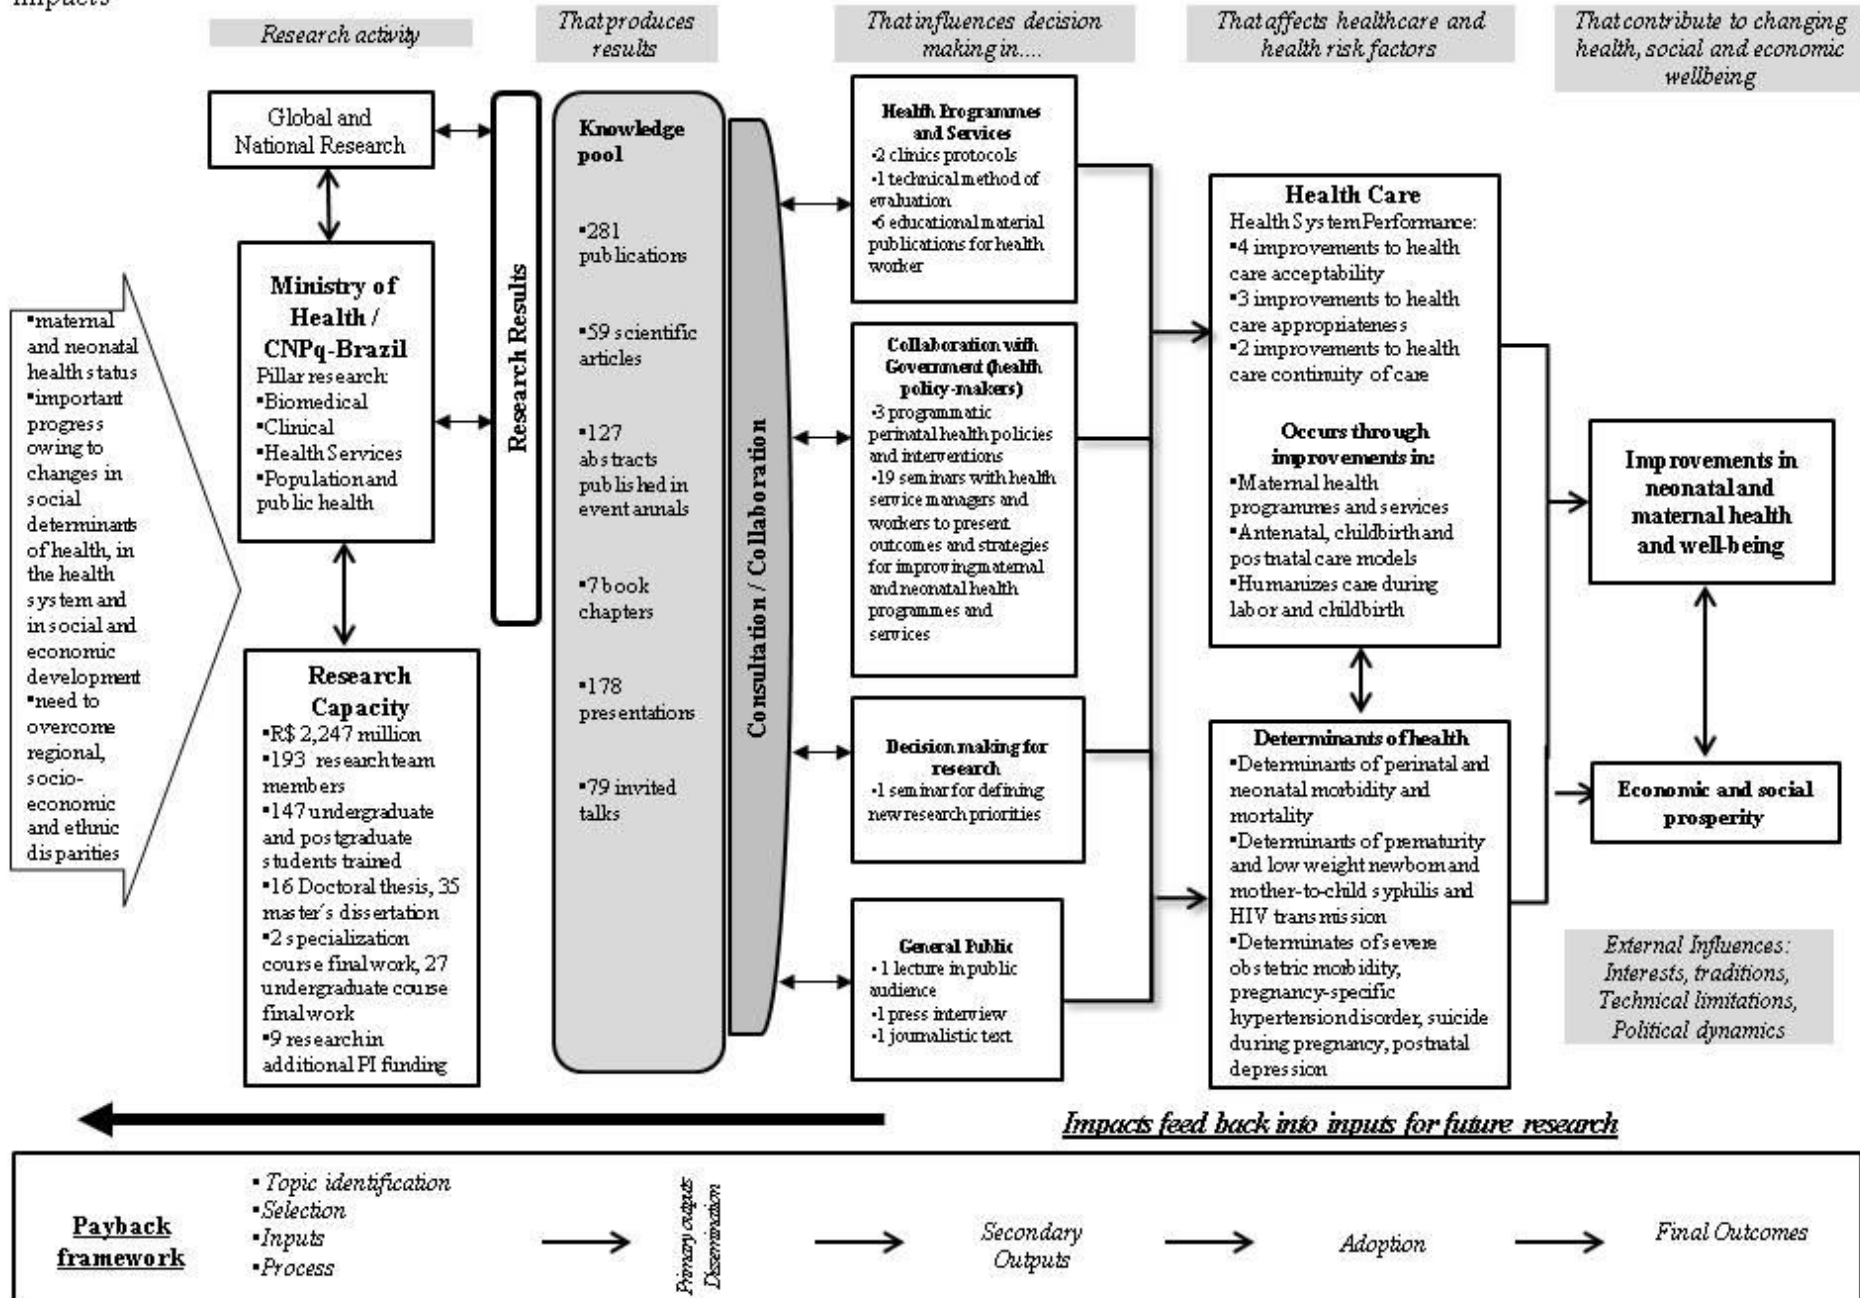 impacts
Research activity
That produces
results
That influences decision
making in....
That affects healthcare and
health risk factors
That contribute to changing
health, social and economic
wellbeing
▪maternal
and neonatal
health status
▪important
progress
owing to
changes in
social
determinants
of health, in
the health
system and
in social and
economic
development
▪need to
overcome
regional,
socio-
economic
and ethnic
disparities
Global and
National Research
Ministry of
Health /
CNPq-Brazil
Pillar research:
▪Biomedical
▪Clinical
▪Health Services
▪Population and
public health
Research
Capacity
▪R$ 2,247 million
▪193 research team
members
▪147 undergraduate
and postgraduate
students trained
▪16 Doctoral thesis, 35
master´s dissertation
▪2 specialization
course final work, 27
undergraduate course
final work
▪9 research in
additional PI funding
Research Results
Knowledge
pool
▪281
publications
▪59 scientific
articles
▪127
abstracts
published in
event annals
▪7 book
chapters
▪178
presentations
▪79 invited
talks
Consultation / Collaboration
Health Programmes
and Services
•2 clinics protocols
•1 technical method of
evaluation
•6 educational material
publications for health
worker
Collaboration with
Government (health
policy-makers)
•3 programmatic
perinatal health policies
and interventions
•19 seminars with health
service managers and
workers to present
outcomes and strategies
for improving maternal
and neonatal health
programmes and
services
Decision making for
research
•1 seminar for defining
new research priorities
General Public
• 1 lecture in public
audience
•1 press interview
•1 journalistic text
Health Care
Health System Performance:
▪4 improvements to health
care acceptability
▪3 improvements to health
care appropriateness
▪2 improvements to health
care continuity of care
Occurs through
improvements in:
▪Maternal health
programmes and services
▪Antenatal, childbirth and
postnatal care models
▪Humanizes care during
labor and childbirth
Determinants of health
▪Determinants of perinatal and
neonatal morbidity and
mortality
▪Determinants of prematurity
and low weight newborn and
mother-to-child syphilis and
HIV transmission
▪Determinates of severe
obstetric morbidity,
pregnancy-specific
hypertension disorder, suicide
during pregnancy, postnatal
depression
Improvements in
neonatal and
maternal health
and well-being
Economic and social
prosperity
External Influences:
Interests, traditions,
Technical limitations,
Political dynamics
Impacts feed back into inputs for future research
Payback
framework
▪Topic identification
▪Selection
▪Inputs
▪Process
Primary outputs
Dissemination
Secondary
Outputs
Adoption
Final Outcomes